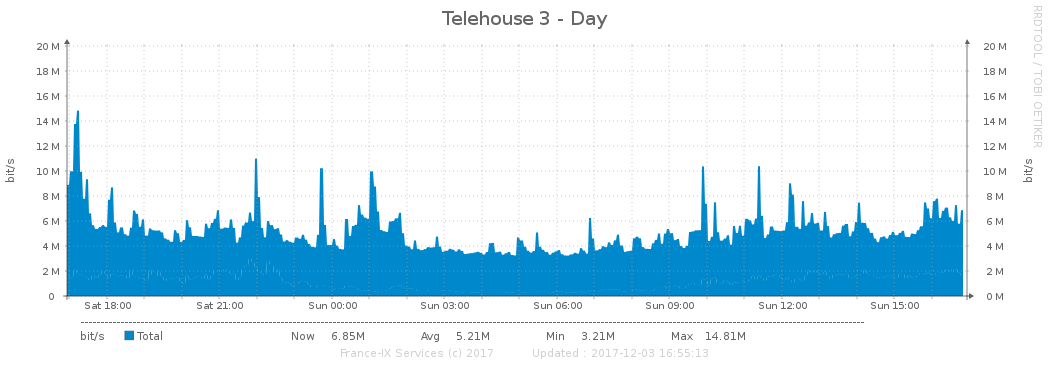 Telehouse 3 - Day
RRDTOOL / TOBI OETIKER
bit/s
20 M
18 M
16 M
14 M
12 M
10 M
8 M
6 M
4 M
2 M
0
20 M
18 M
16 M
14 M
12 M
10 M
8 M
6 M
4 M
2 M
0 M
bit/s
Sat 18:00 Sat 21:00 Sun 00:00 Sun 03:00 Sun 06:00 Sun 09:00 Sun 12:00 Sun 15:00
bit/s Total Now 6.85M Avg 5.21M Min 3.21M Max 14.81M
France-IX Services (c) 2017 Updated : 2017-12-03 16:55:13